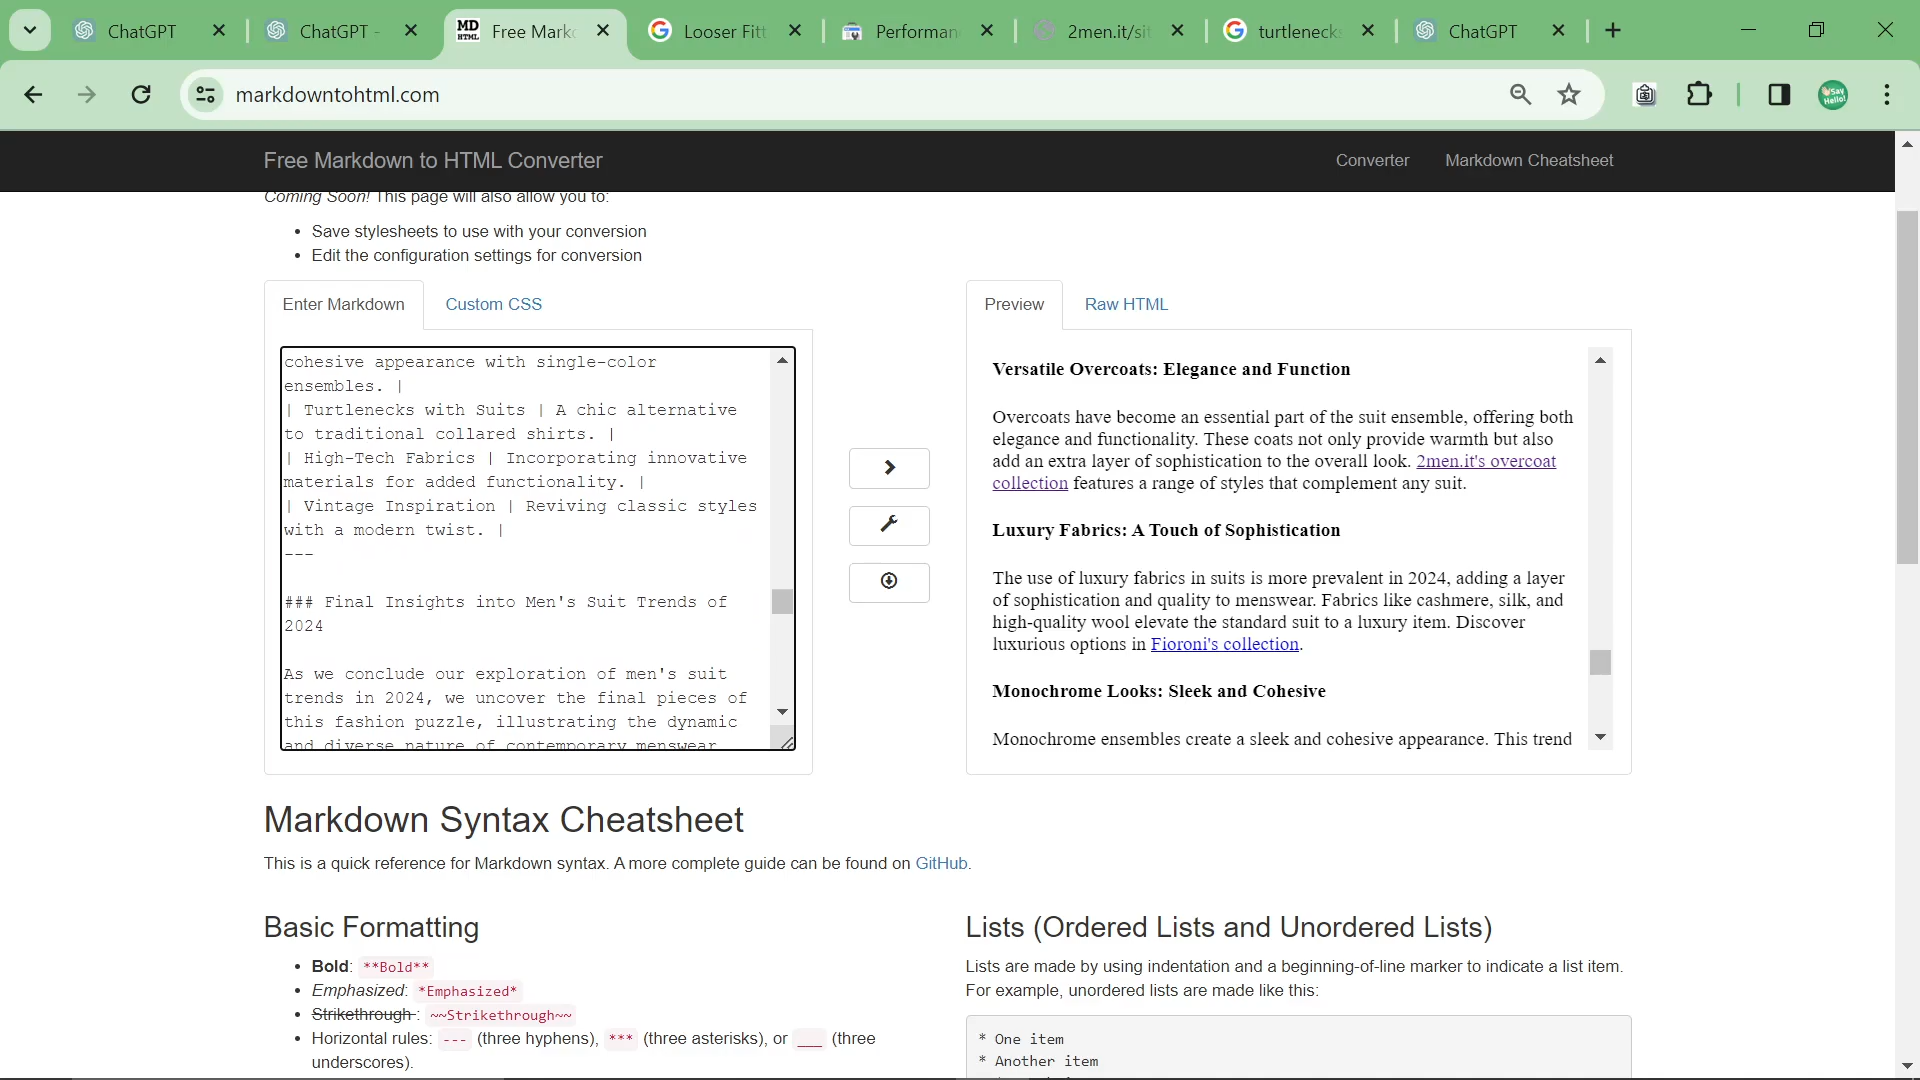 ChatGPT
ChatGPT -
MD HTML
Free Mark
Looser Fitt
Performan
2men.it/sit
turtleneck
ChatGPT
markdowntohtml.com
Say Hello!
Free Markdown to HTML Converter
Converter
Markdown Cheatsheet
Coming Soon! This page will also allow you to:
• Save stylesheets to use with your conversion
• Edit the configuration settings for conversion
Enter Markdown
Custom CSS
cohesive appearance with single-color
ensembles. |
| Turtlenecks with Suits | A chic alternative
to traditional collared shirts. |
| High-Tech Fabrics | Incorporating innovative
materials for added functionality. |
| Vintage Inspiration | Reviving classic styles
with a modern twist. |
---
### Final Insights into Men's Suit Trends of
2024
As we conclude our exploration of men's suit
trends in 2024, we uncover the final pieces of
this fashion puzzle, illustrating the dynamic
and diverse nature of contemporary menswear
Preview
Raw HTML
Versatile Overcoats: Elegance and Function
Overcoats have become an essential part of the suit ensemble, offering both
elegance and functionality. These coats not only provide warmth but also
add an extra layer of sophistication to the overall look. 2men.it's overcoat
collection features a range of styles that complement any suit.
Luxury Fabrics: A Touch of Sophistication
The use of luxury fabrics in suits is more prevalent in 2024, adding a layer
of sophistication and quality to menswear. Fabrics like cashmere, silk, and
high-quality wool elevate the standard suit to a luxury item. Discover
luxurious options in Fioroni's collection.
Monochrome Looks: Sleek and Cohesive
Monochrome ensembles create a sleek and cohesive appearance. This trend
Markdown Syntax Cheatsheet
This is a quick reference for Markdown syntax. A more complete guide can be found on GitHub.
Basic Formatting
• Bold: **Bold**
• Emphasized: *Emphasized*
• Strikethrough: ~~Strikethrough~~
• Horizontal rules: --- (three hyphens), *** (three asterisks), or ___ (three
underscores).
Lists (Ordered Lists and Unordered Lists)
Lists are made by using indentation and a beginning-of-line marker to indicate a list item.
For example, unordered lists are made like this:
* One item
* Another item